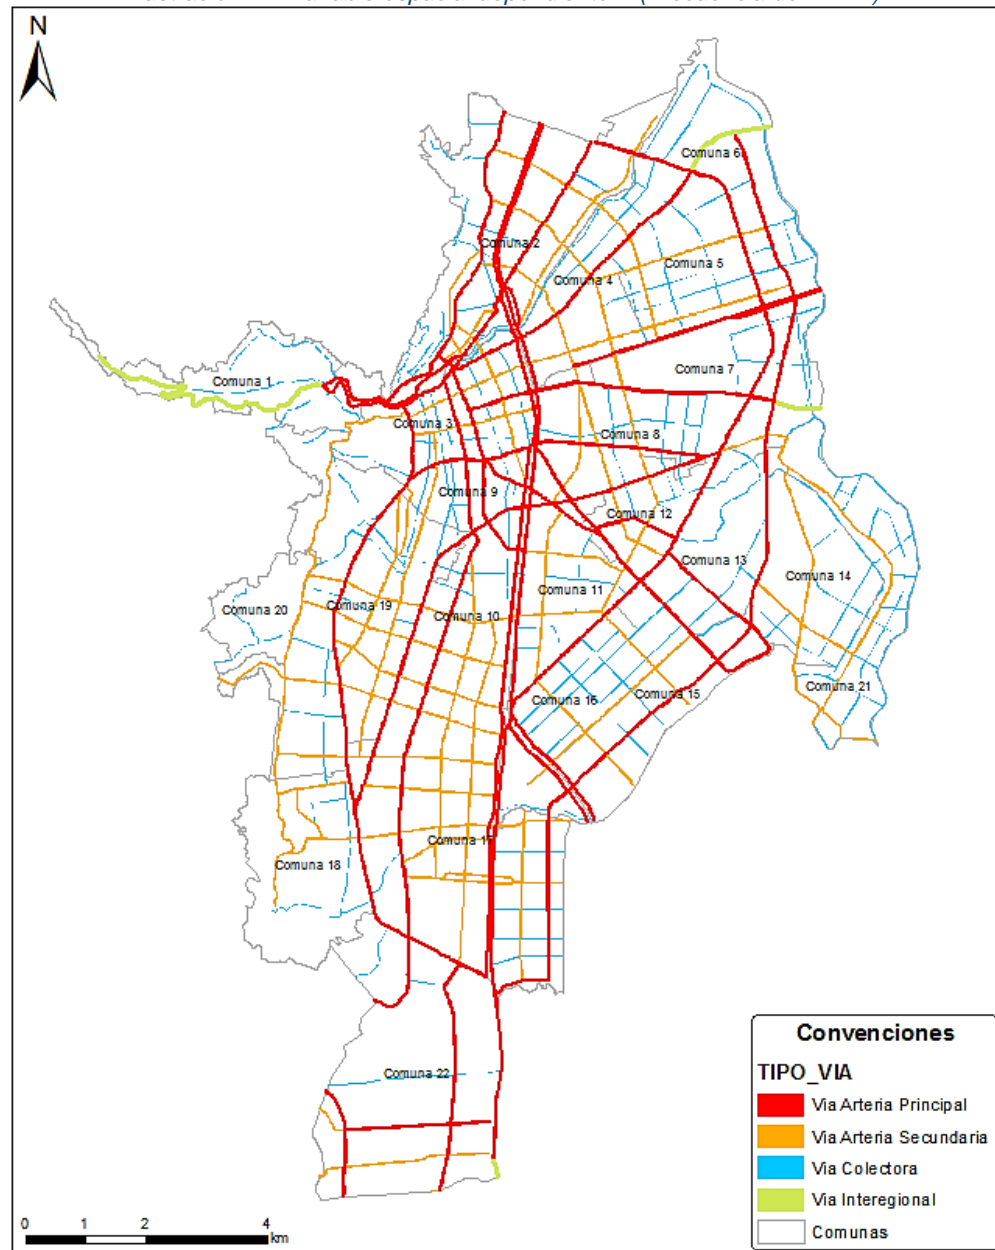 N
Comuna 6
Comuna 2
Comuna 5
Comuna 4
Comuna 1
Comuna 7
Comuna 3
Comuna 8
Comuna 9
Comuna 12
Comuna 13
Comuna 14
Comuna 11
Comuna 20
Comuna 19
Comuna 10
Comuna 21
Comuna 16
Comuna 15
Comuna 17
Comuna 18
Comuna 22
Convenciones
TIPO_VIA
Via Arteria Principal
Via Arteria Secundaria
Via Colectora
Via Interegional
Comunas
0 1 2 4
km